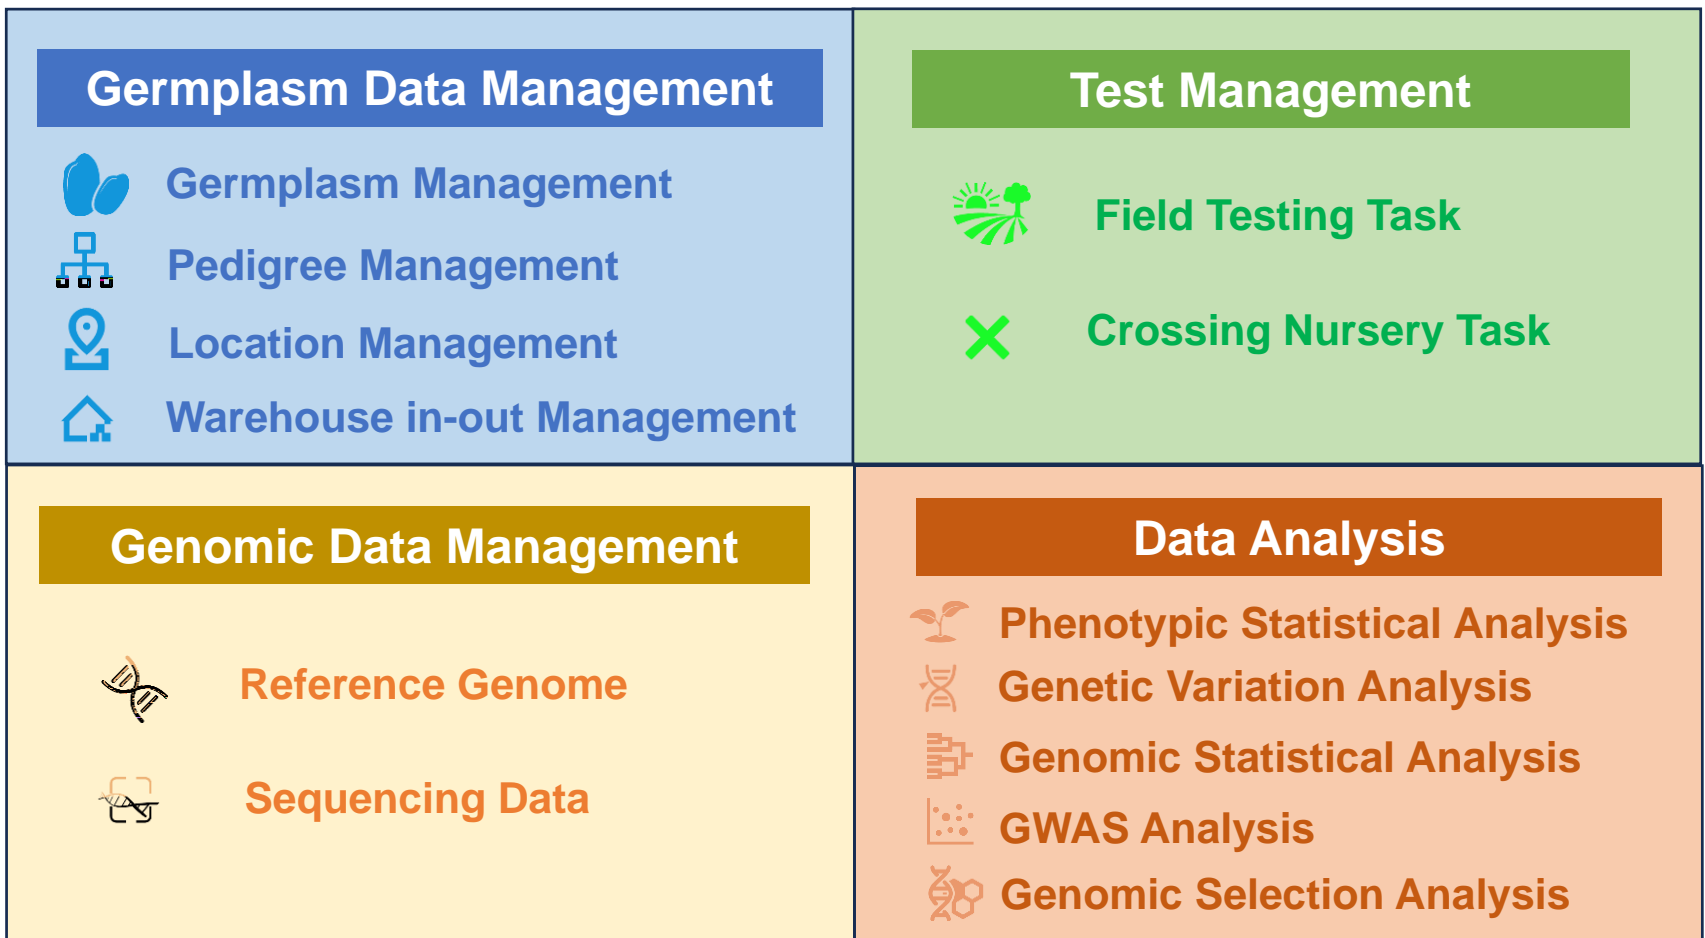 Germplasm Data Management
Germplasm Management
Pedigree Management
Location Management
Warehouse in-out Management
Test Management
Field Testing Task
Crossing Nursery Task
Genomic Data Management
Reference Genome
Sequencing Data
Data Analysis
Phenotypic Statistical Analysis
Genetic Variation Analysis
Genomic Statistical Analysis
GWAS Analysis
Genomic Selection Analysis